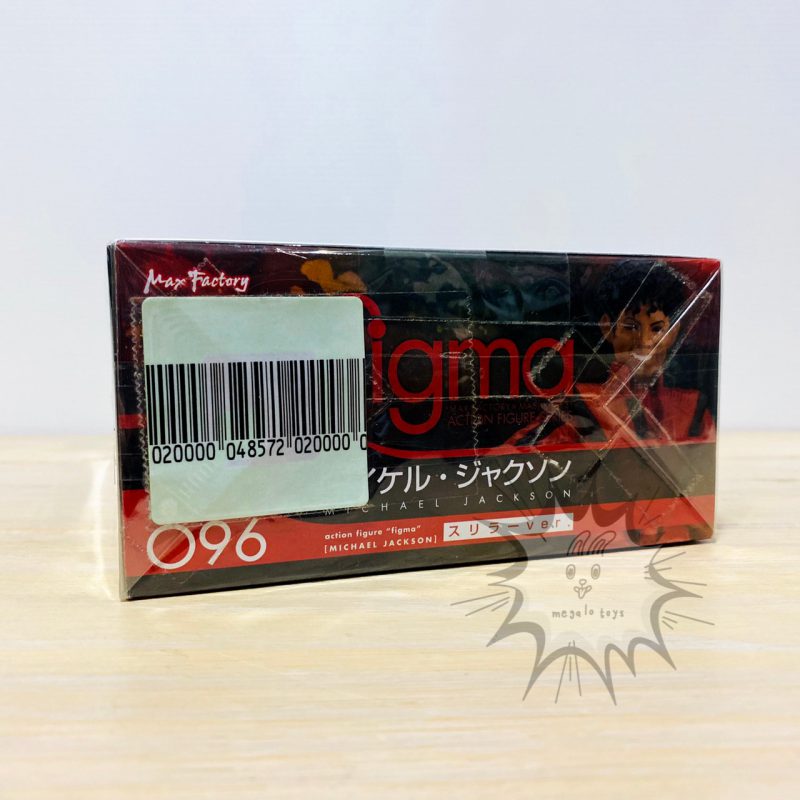 Max Factory
figma
ACTION FIGURE
020000 048572 020000 0
イケル・ジャクソン
MICHAEL JACKSON
096
action figure "figma"
[MICHAEL JACKSON]
スリラーver.
megalo toys